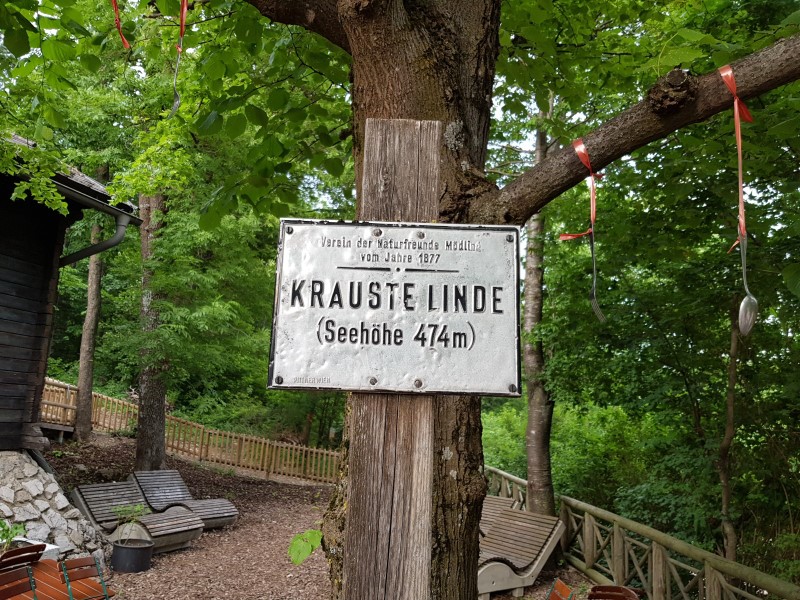 Verein der Naturfreunde Mödling
vom Jahre 1877
KRAUSTE LINDE
(Seehöhe 474m)